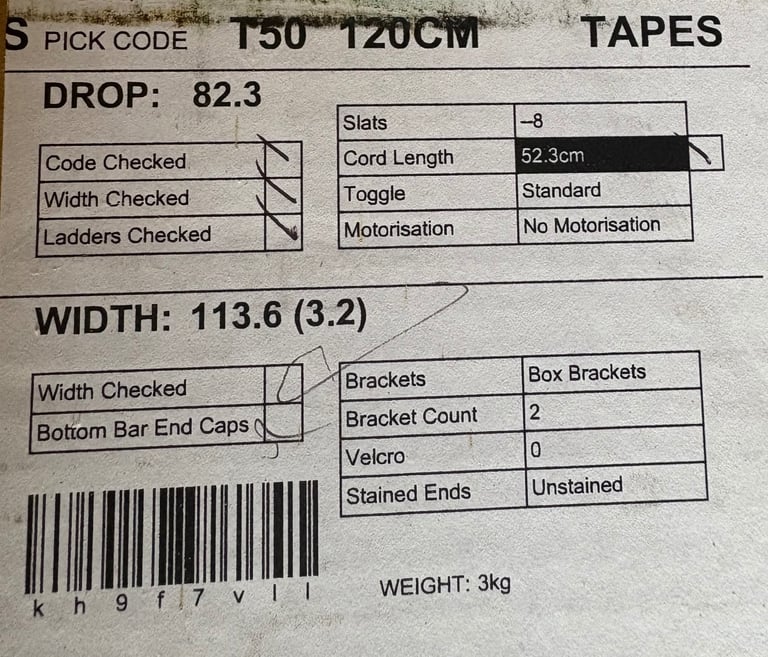 S PICK CODE T50 120CM TAPES
DROP: 82.3
Code Checked
Width Checked
Ladders Checked
Slats –8
Cord Length 52.3cm
Toggle Standard
Motorisation No Motorisation
WIDTH: 113.6 (3.2)
Width Checked
Bottom Bar End Caps
Brackets Box Brackets
Bracket Count 2
Velcro 0
Stained Ends Unstained
k h 9 f 7 v l l
WEIGHT: 3kg